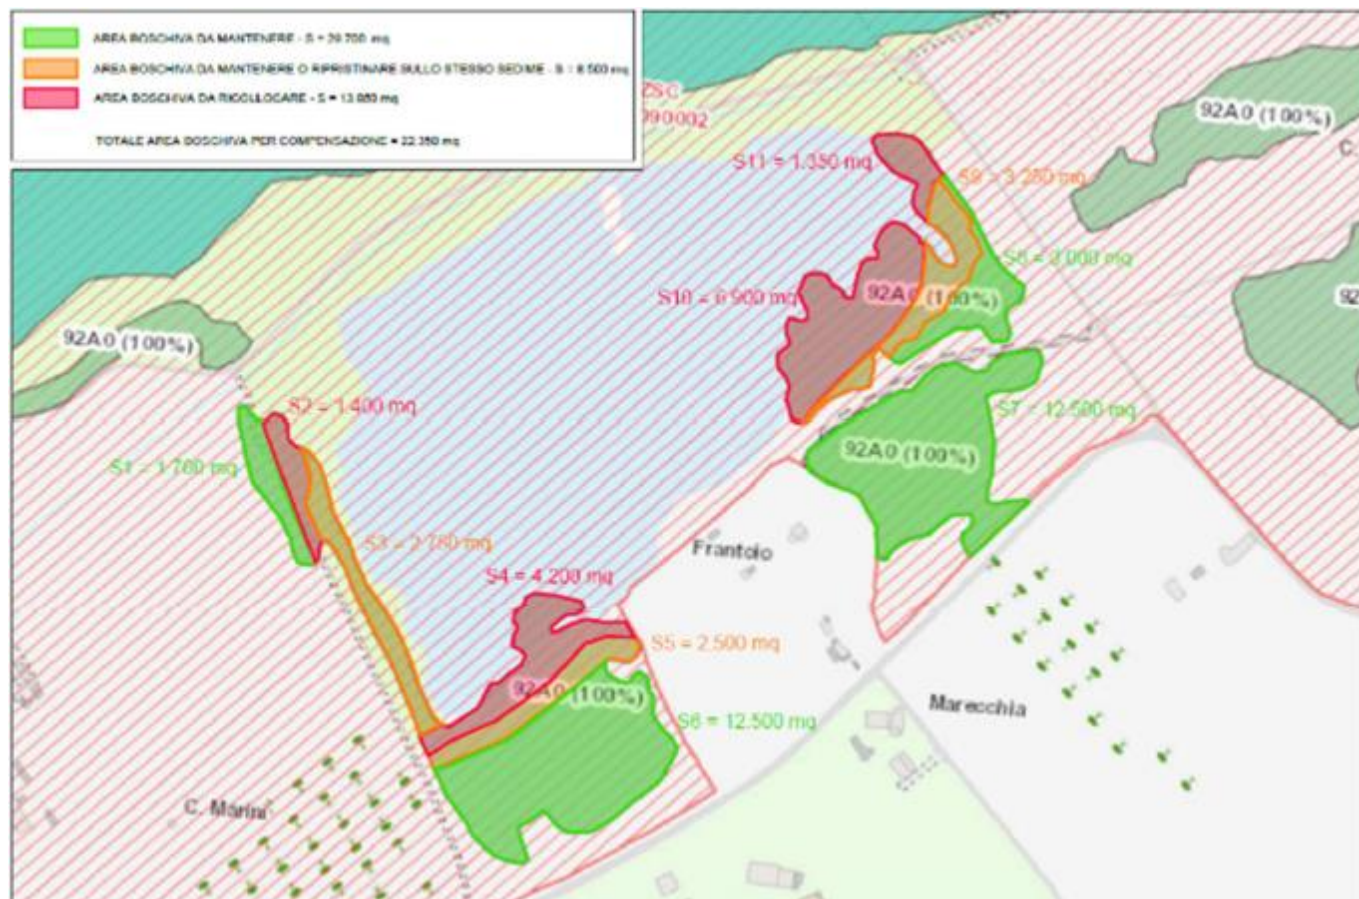 AREA BOSCHIVA DA MANTENERE - S = 29.700 mq
AREA BOSCHIVA DA MANTENERE O RIPRISTINARE SULLO STESSO SEDIME - S = 8.500 mq
AREA BOSCHIVA DA RICOLLOCARE - S = 13.850 mq
TOTALE AREA BOSCHIVA PER COMPENSAZIONE = 22.350 mq
ZSC
090002
92A0 (100%)
C.
S11 = 1.350 mq
S9 = 3.250 mq
S8 = 3.000 mq
S10 = 6.900 mq
92A0 (100%)
92
92A0 (100%)
S2 = 1.400 mq
S7 = 12.500 mq
S1 = 1.700 mq
92A0 (100%)
S3 = 2.750 mq
Frantoio
S4 = 4.200 mq
S5 = 2.500 mq
92A0 (100%)
S6 = 12.500 mq
Marecchia
C. Marini